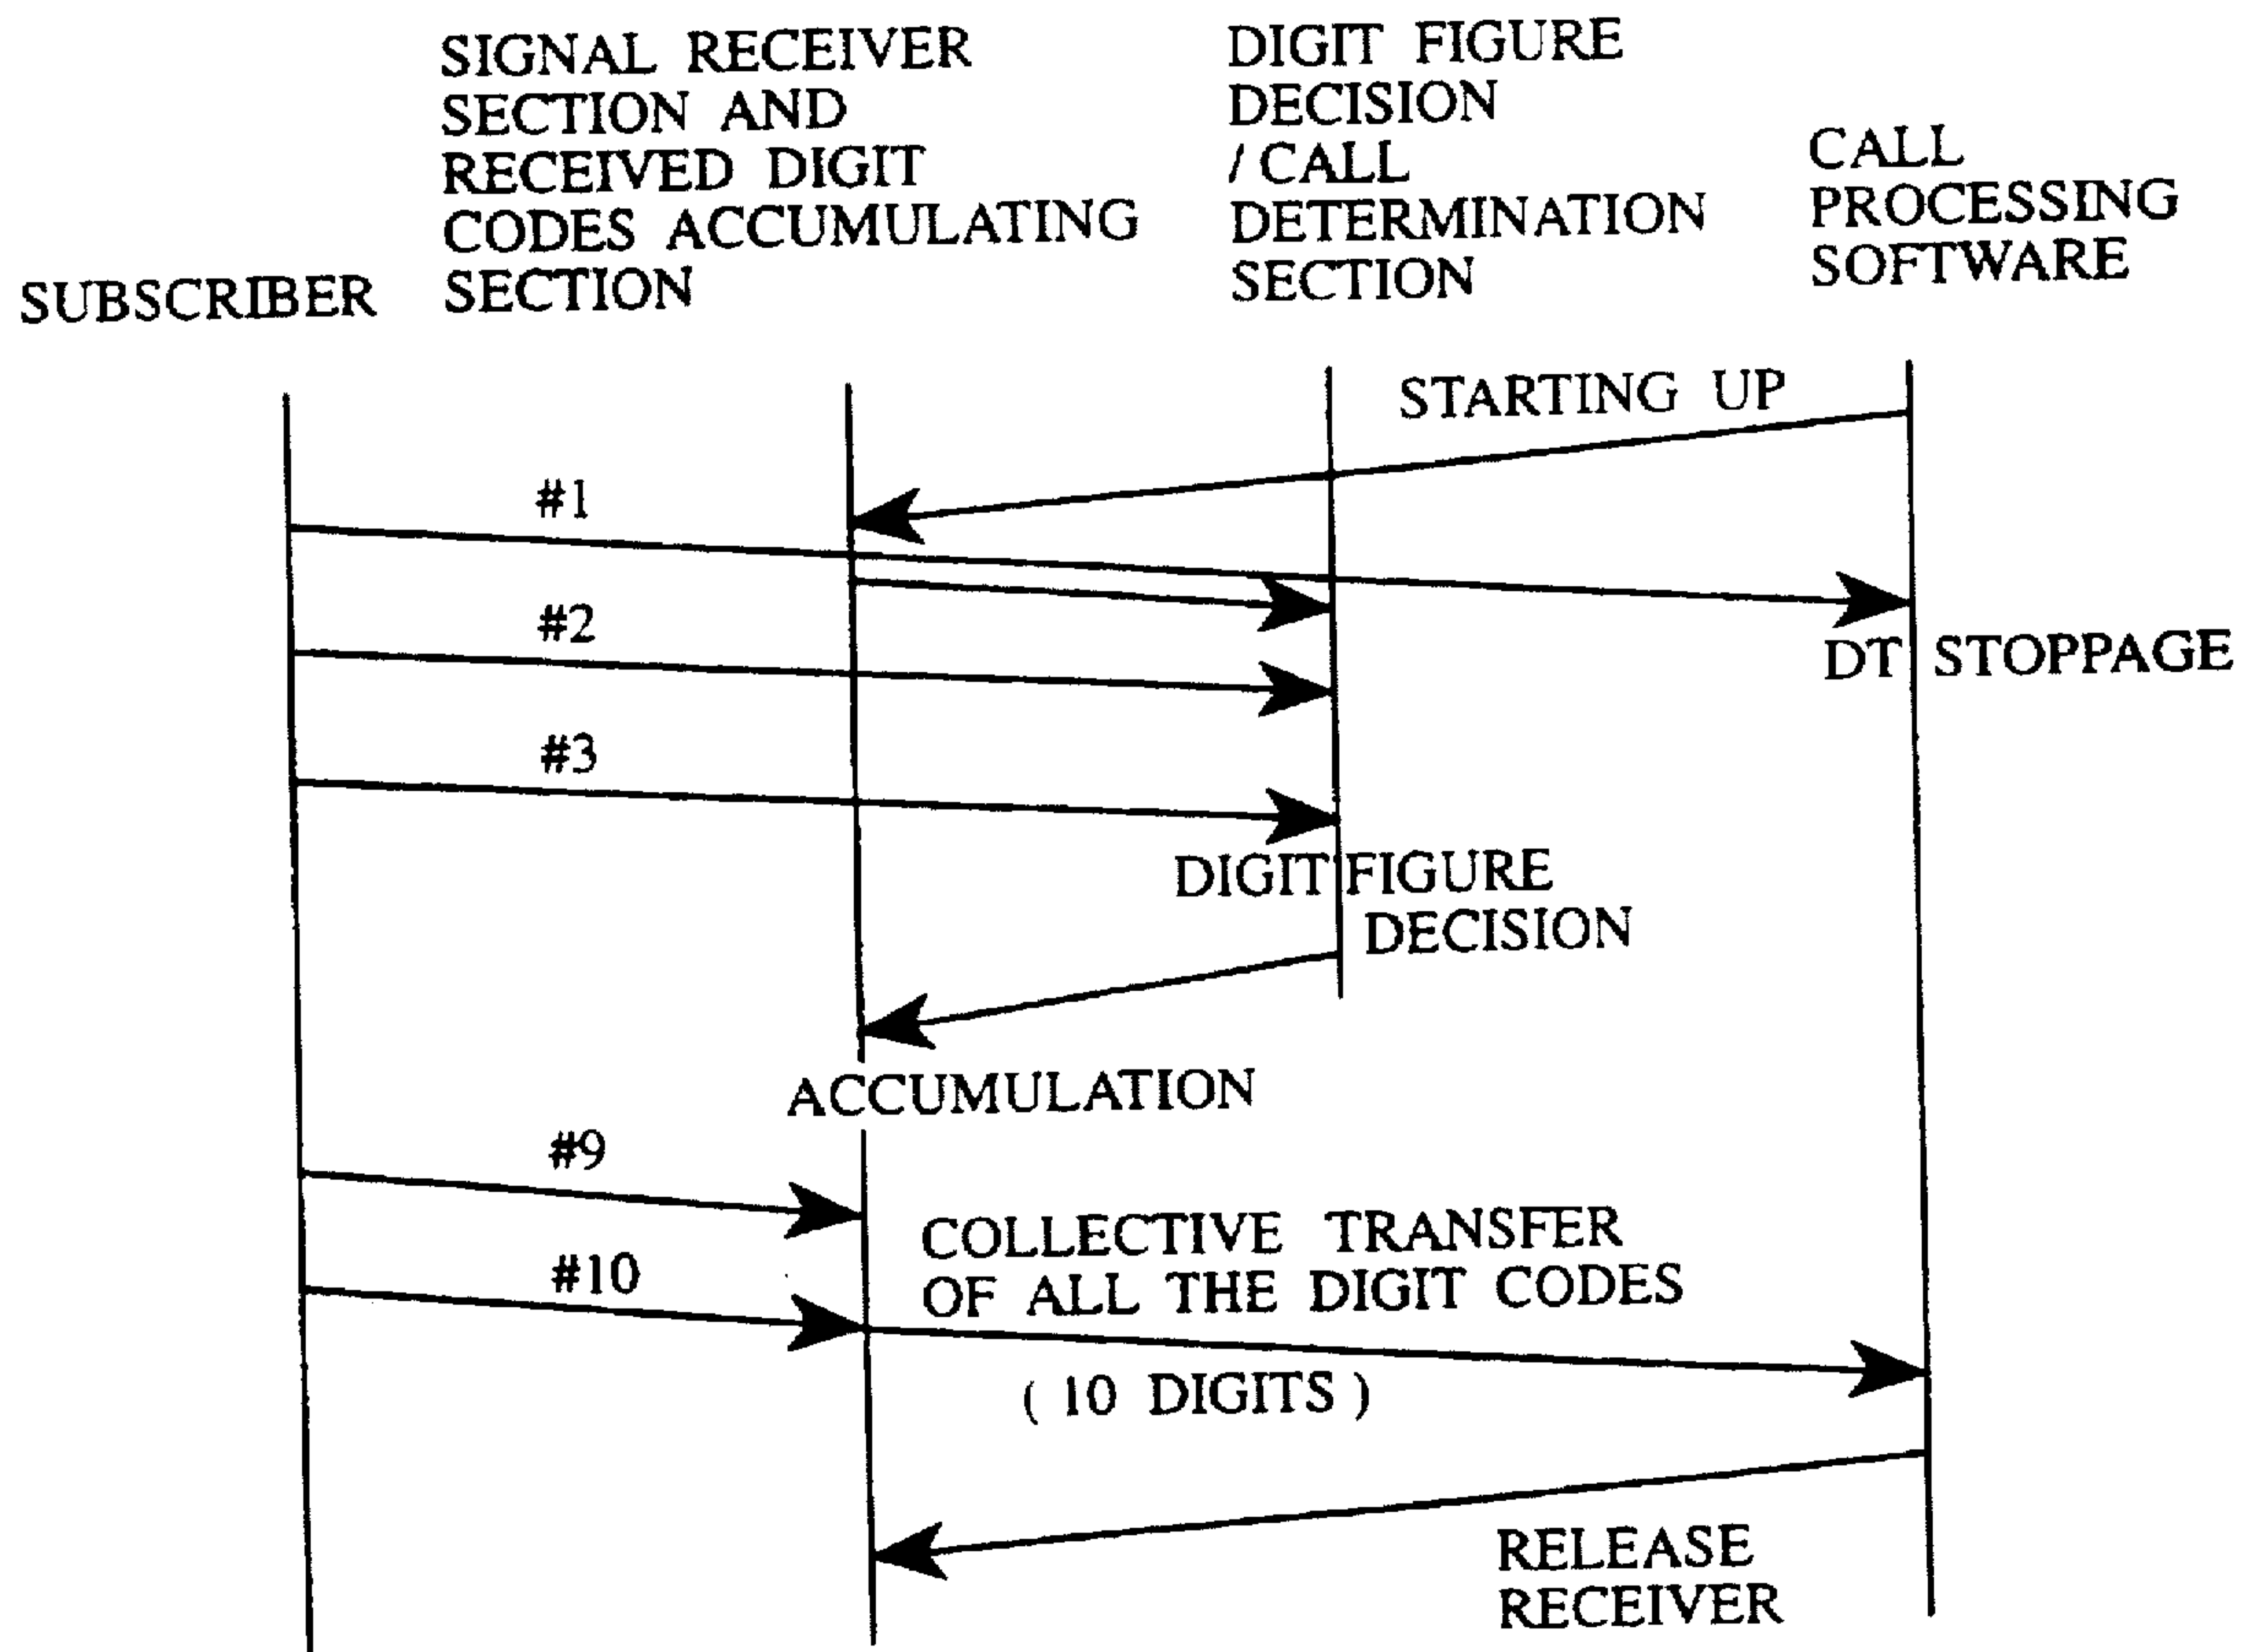 SUBSCRIBER
SIGNAL RECEIVER
SECTION AND
RECEIVED DIGIT
CODES ACCUMULATING
SECTION
DIGIT FIGURE
DECISION
/ CALL
DETERMINATION
SECTION
CALL
PROCESSING
SOFTWARE
STARTING UP
#1
#2
DT STOPPAGE
#3
DIGIT FIGURE
DECISION
ACCUMULATION
#9
COLLECTIVE TRANSFER
OF ALL THE DIGIT CODES
#10
( 10 DIGITS )
RELEASE
RECEIVER